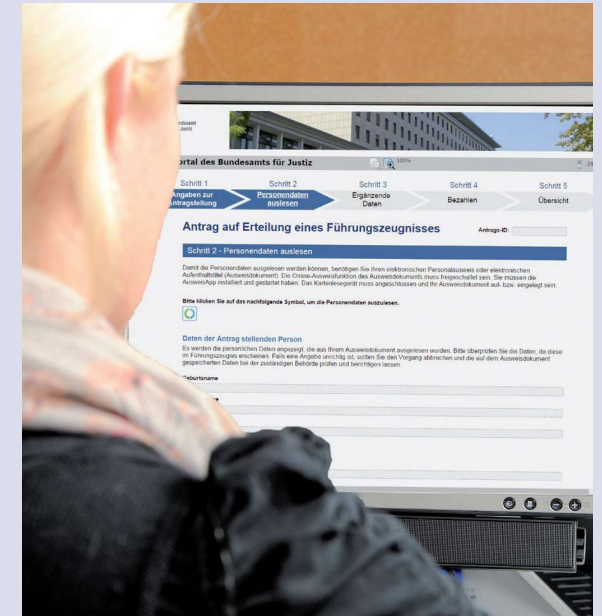 ndesamt
Justiz
ortal des Bundesamts für Justiz
100%
Schritt 1
Schritt 2
Schritt 3
Schritt 4
Schritt 5
Angaben zur
Antragstellung
Personendaten
auslesen
Ergänzende
Daten
Bezahlen
Übersicht
Antrag auf Erteilung eines Führungszeugnisses
Antrags-ID:
Schritt 2 - Personendaten auslesen
Damit die Personendaten ausgelesen werden können, benötigen Sie Ihren elektronischen Personalausweis oder elektronischen
Aufenthaltstitel (Ausweisdokument). Die Online-Ausweisfunktion des Ausweisdokuments muss freigeschaltet sein. Sie müssen die
AusweisApp installiert und gestartet haben. Das Kartenlesegerät muss angeschlossen und Ihr Ausweisdokument auf- bzw. eingelegt sein.
Bitte klicken Sie auf das nachfolgende Symbol, um die Personendaten auszulesen.
Daten der Antrag stellenden Person
Es werden die persönlichen Daten angezeigt, die aus Ihrem Ausweisdokument ausgelesen wurden. Bitte überprüfen Sie die Daten, da diese
im Führungszeugnis erscheinen. Falls eine Angabe unrichtig ist, sollten Sie den Vorgang abbrechen und die auf dem Ausweisdokument
gespeicherten Daten bei der zuständigen Behörde prüfen und berichtigen lassen.
Geburtsname